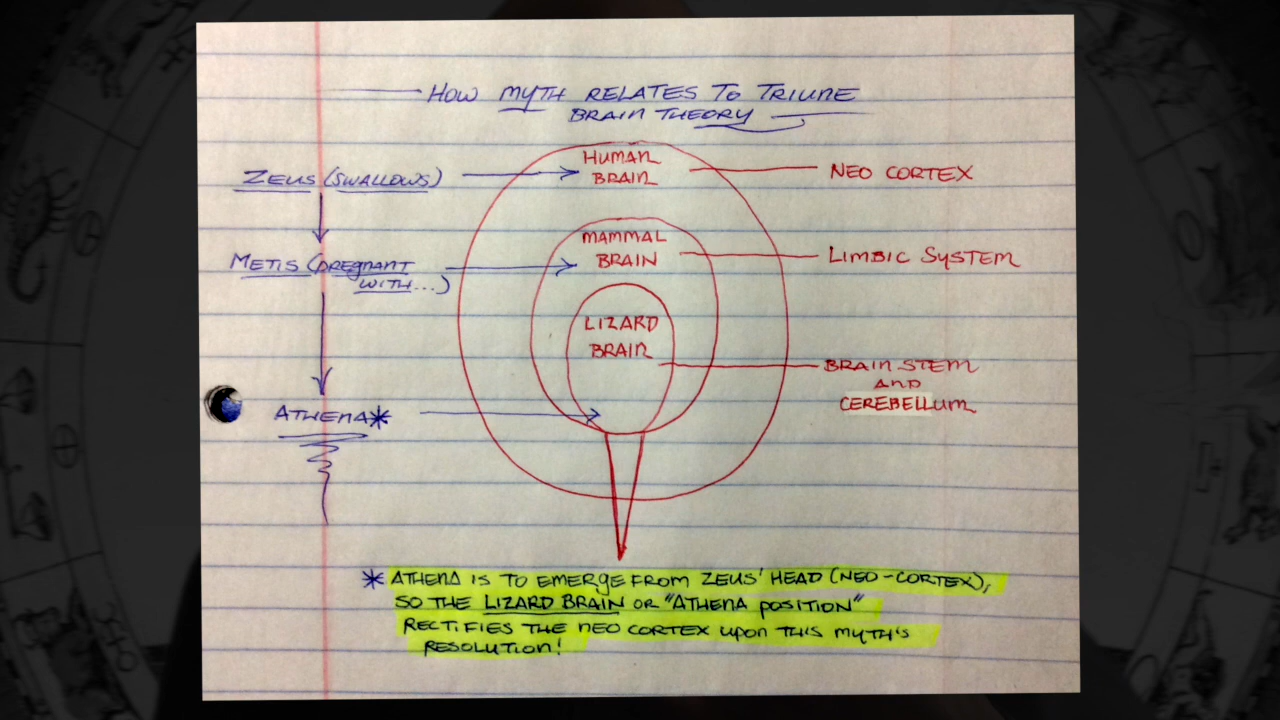 HOW MYTH RELATES TO TRIUNE
BRAIN THEORY
HUMAN
BRAIN
ZEUS (SWALLOWS)
NEO CORTEX
MAMMAL
BRAIN
METIS (PREGNANT
WITH...)
LIMBIC SYSTEM
LIZARD
BRAIN
BRAIN STEM
AND
CEREBELLUM
ATHENA*
* ATHENA IS TO EMERGE FROM ZEUS' HEAD (NEO-CORTEX),
SO THE LIZARD BRAIN OR "ATHENA POSITION"
RECTIFIES THE NEO CORTEX UPON THIS MYTH'S
RESOLUTION!